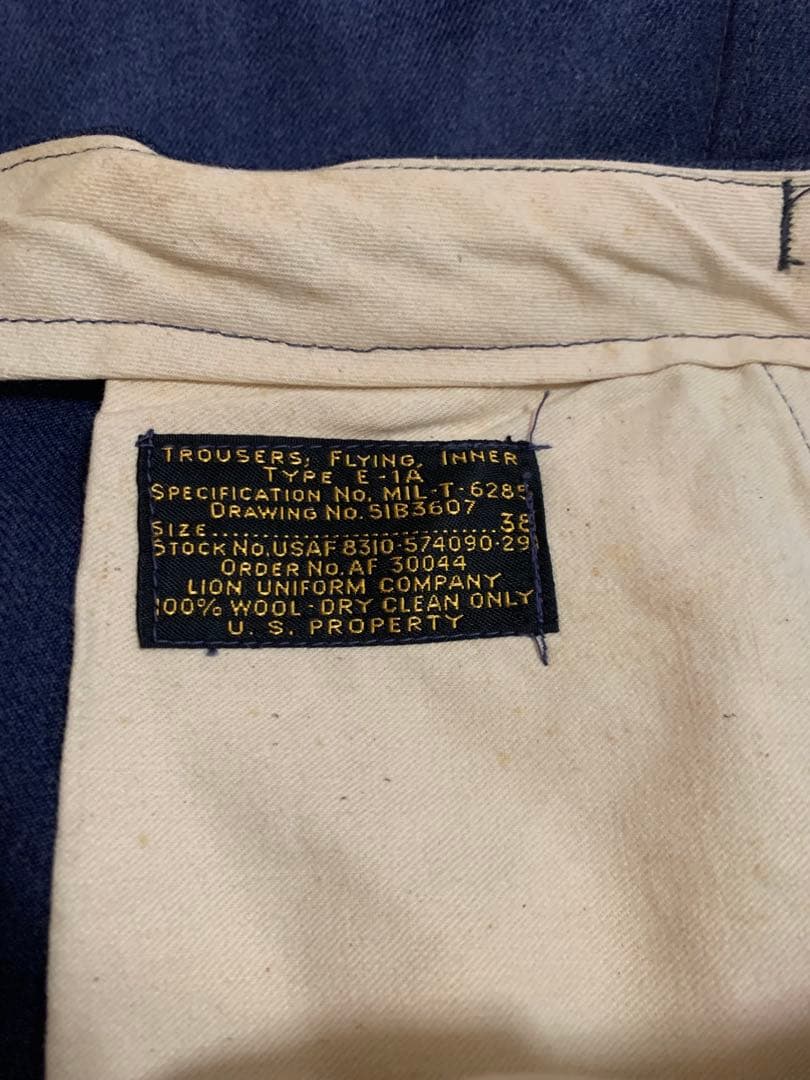 TROUSERS, FLYING, INNER
TYPE E-1A
SPECIFICATION No. MIL-T-6285
DRAWING No. 51B3607
SIZE..............................38
STOCK No. USAF 8310-574090-29
ORDER No. AF 30044
LION UNIFORM COMPANY
100% WOOL-DRY CLEAN ONLY
U. S. PROPERTY